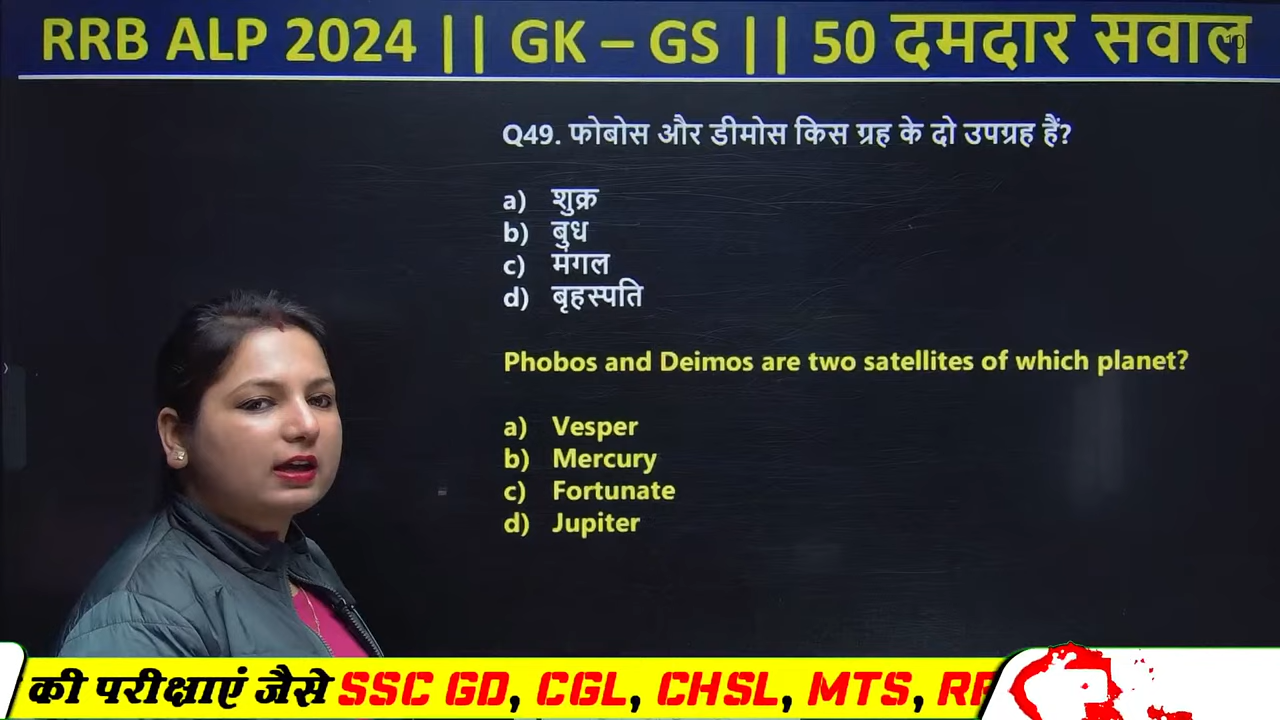 RRB ALP 2024 || GK – GS || 50 दमदार सवाल
Q49. फोबोस और डीमोस किस ग्रह के दो उपग्रह हैं?
a) शुक्र
b) बुध
c) मंगल
d) बृहस्पति
Phobos and Deimos are two satellites of which planet?
a) Vesper
b) Mercury
c) Fortunate
d) Jupiter
की परीक्षाएं जैसे SSC GD, CGL, CHSL, MTS,